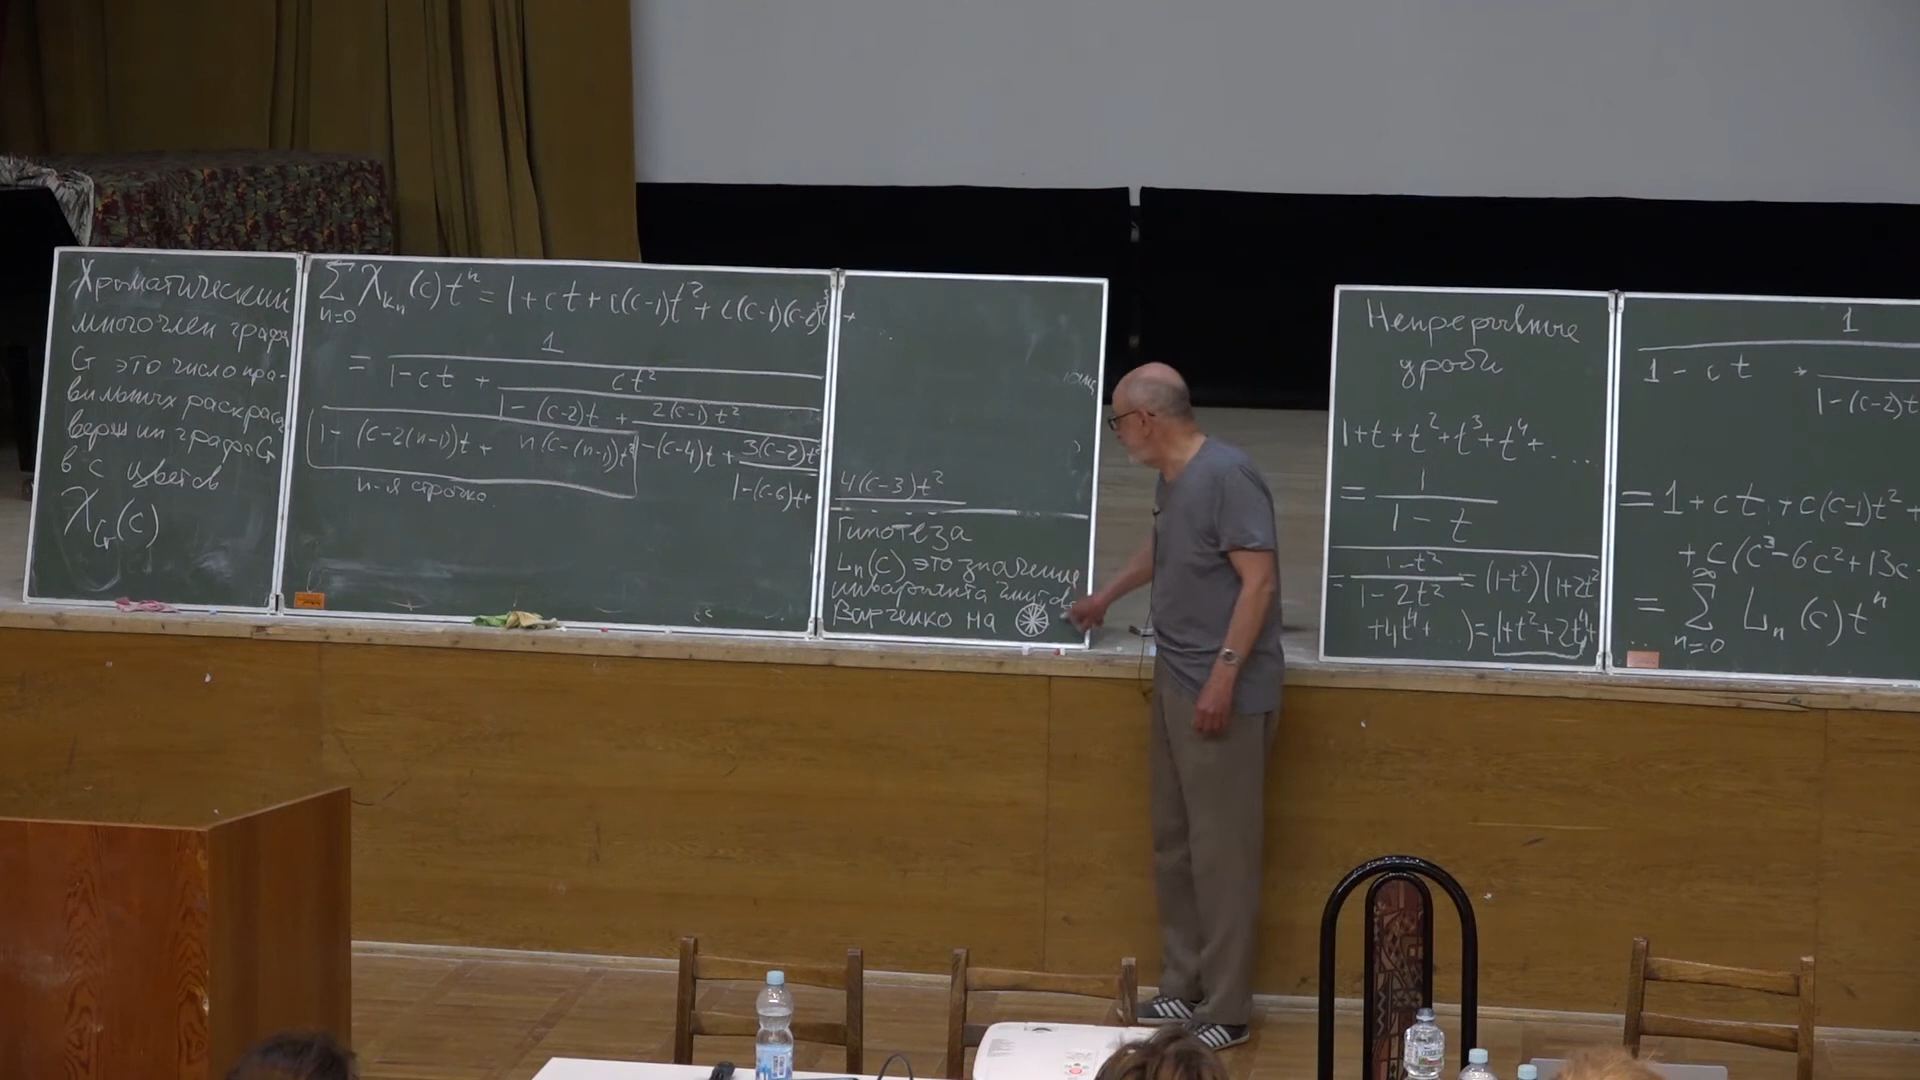 Хроматический
многочлен графа
G это число пра-
вильных раскрасок
вершин графа G
в c цветов
χ_G(c)
∑_{n=0} χ_{K_n}(c) t^n = 1 + ct + c(c-1)t^2 + c(c-1)(c-2)t^3 +
...
= 1
1 - ct + ct^2
1 - (c-2)t + 2(c-1)t^2
1 - (c-2(n-1))t + n(c-(n-1))t^2
-(c-4)t + 3(c-2)t^2
n-я строчка
1-(c-6)t+
4(c-3)t^2
Гипотеза
L_n(c) это значение
инварианта Чмутова
Варченко на
Непрерывные
дроби
1+t+t^2+t^3+t^4+
....
= 1
1 - t
= 1-t^2
1-2t^2
= (1-t^2)(1+2t^2
+4t^4+ ...) = 1+t^2+2t^4+
1
1 - ct +
1-(c-2)t
= 1 + ct + c(c-1)t^2 +
+ c(c^3-6c^2+13c-
= ∑_{n=0}^∞ L_n(c) t^n